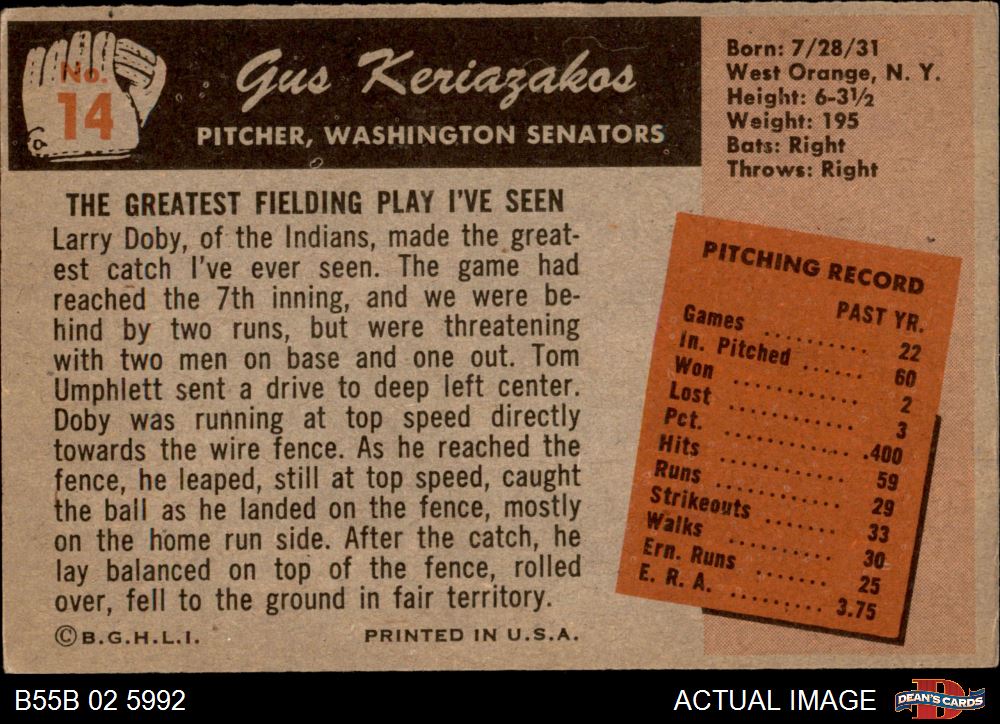 No.
14
Gus Keriazakos
PITCHER, WASHINGTON SENATORS
Born: 7/28/31
West Orange, N. Y.
Height: 6-3½
Weight: 195
Bats: Right
Throws: Right
THE GREATEST FIELDING PLAY I'VE SEEN
Larry Doby, of the Indians, made the great-
est catch I've ever seen. The game had
reached the 7th inning, and we were be-
hind by two runs, but were threatening
with two men on base and one out. Tom
Umphlett sent a drive to deep left center.
Doby was running at top speed directly
towards the wire fence. As he reached the
fence, he leaped, still at top speed, caught
the ball as he landed on the fence, mostly
on the home run side. After the catch, he
lay balanced on top of the fence, rolled
over, fell to the ground in fair territory.
©B.G.H.L.I. PRINTED IN U.S.A.
PITCHING RECORD
PAST YR.
Games .......... 22
In. Pitched ...... 60
Won .......... 2
Lost .......... 3
Pct. .......... .400
Hits .......... 59
Runs .......... 29
Strikeouts ....... 33
Walks .......... 30
Ern. Runs ....... 25
E. R. A. .......... 3.75
B55B 02 5992
ACTUAL IMAGE
D
DEAN'S CARDS